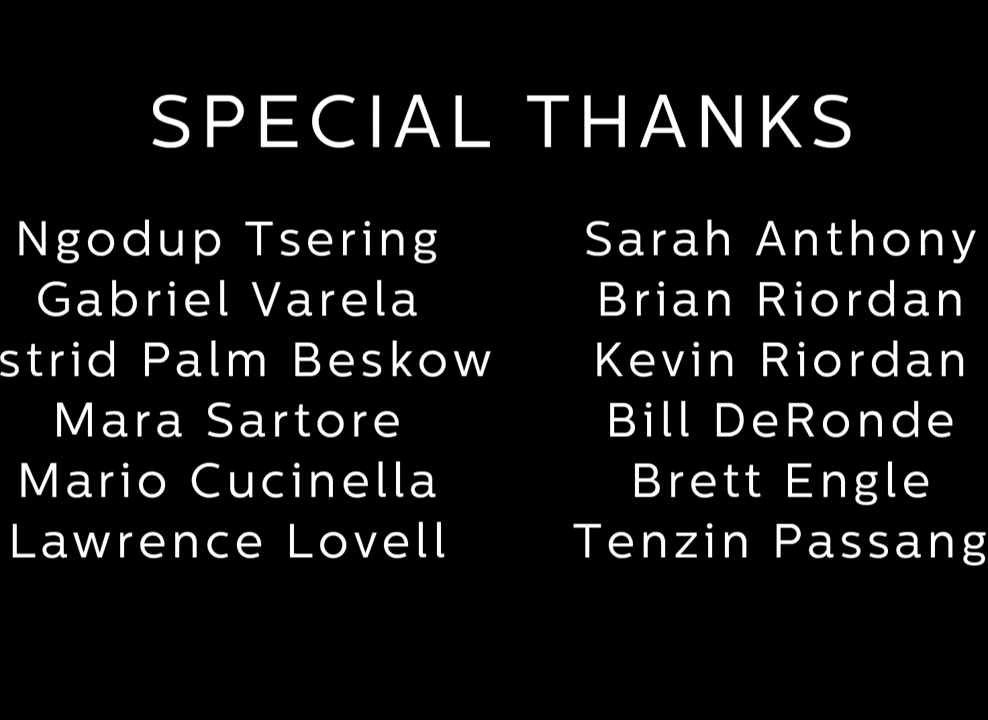 SPECIAL THANKS
Ngodup Tsering
Gabriel Varela
strid Palm Beskow
Mara Sartore
Mario Cucinella
Lawrence Lovell
Sarah Anthony
Brian Riordan
Kevin Riordan
Bill DeRonde
Brett Engle
Tenzin Passang